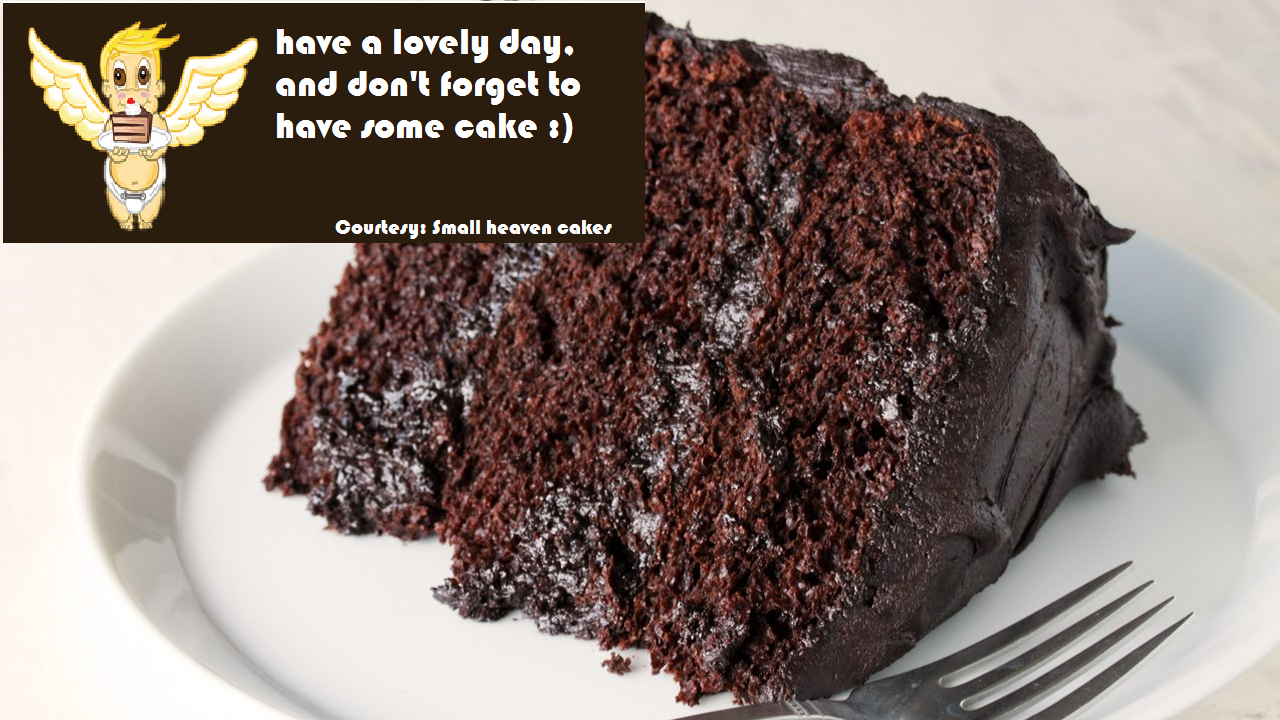 have a lovely day,
and don't forget to
have some cake :)
Courtesy: Small heaven cakes